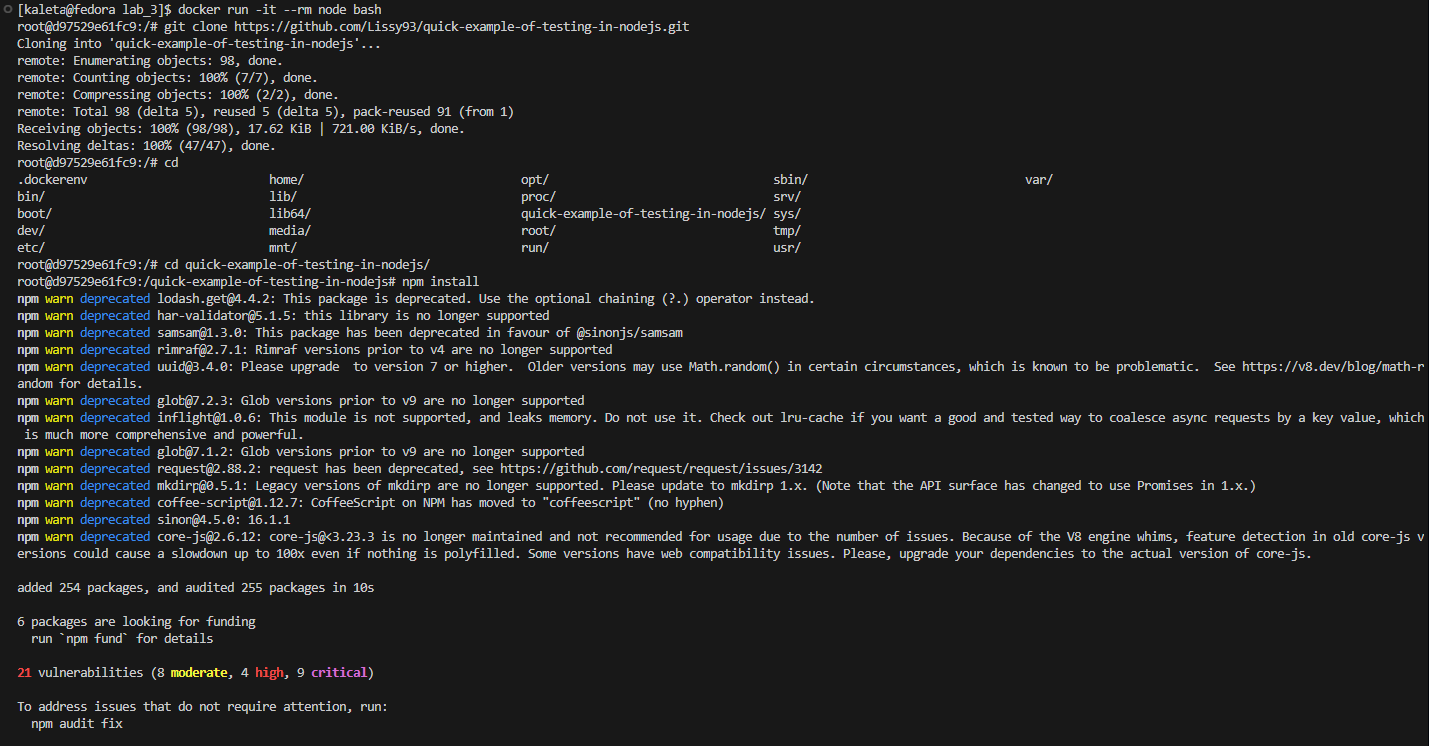 [kaleta@fedora lab_3]$ docker run -it --rm node bash
root@d97529e61fc9:/# git clone https://github.com/Lissy93/quick-example-of-testing-in-nodejs.git
Cloning into 'quick-example-of-testing-in-nodejs'...
remote: Enumerating objects: 98, done.
remote: Counting objects: 100% (7/7), done.
remote: Compressing objects: 100% (2/2), done.
remote: Total 98 (delta 5), reused 5 (delta 5), pack-reused 91 (from 1)
Receiving objects: 100% (98/98), 17.62 KiB | 721.00 KiB/s, done.
Resolving deltas: 100% (47/47), done.
root@d97529e61fc9:/# cd
.dockerenv home/ opt/ sbin/ var/
bin/ lib/ proc/ srv/
boot/ lib64/ quick-example-of-testing-in-nodejs/ sys/
dev/ media/ root/ tmp/
etc/ mnt/ run/ usr/
root@d97529e61fc9:/# cd quick-example-of-testing-in-nodejs/
root@d97529e61fc9:/quick-example-of-testing-in-nodejs# npm install
npm warn deprecated lodash.get@4.4.2: This package is deprecated. Use the optional chaining (?.) operator instead.
npm warn deprecated har-validator@5.1.5: this library is no longer supported
npm warn deprecated samsam@1.3.0: This package has been deprecated in favour of @sinonjs/samsam
npm warn deprecated rimraf@2.7.1: Rimraf versions prior to v4 are no longer supported
npm warn deprecated uuid@3.4.0: Please upgrade  to version 7 or higher.  Older versions may use Math.random() in certain circumstances, which is known to be problematic.  See https://v8.dev/blog/math-r
andom for details.
npm warn deprecated glob@7.2.3: Glob versions prior to v9 are no longer supported
npm warn deprecated inflight@1.0.6: This module is not supported, and leaks memory. Do not use it. Check out lru-cache if you want a good and tested way to coalesce async requests by a key value, which
is much more comprehensive and powerful.
npm warn deprecated glob@7.1.2: Glob versions prior to v9 are no longer supported
npm warn deprecated request@2.88.2: request has been deprecated, see https://github.com/request/request/issues/3142
npm warn deprecated mkdirp@0.5.1: Legacy versions of mkdirp are no longer supported. Please update to mkdirp 1.x. (Note that the API surface has changed to use Promises in 1.x.)
npm warn deprecated coffee-script@1.12.7: CoffeeScript on NPM has moved to "coffeescript" (no hyphen)
npm warn deprecated sinon@4.5.0: 16.1.1
npm warn deprecated core-js@2.6.12: core-js@<3.23.3 is no longer maintained and not recommended for usage due to the number of issues. Because of the V8 engine whims, feature detection in old core-js v
ersions could cause a slowdown up to 100x even if nothing is polyfilled. Some versions have web compatibility issues. Please, upgrade your dependencies to the actual version of core-js.
added 254 packages, and audited 255 packages in 10s
6 packages are looking for funding
run `npm fund` for details
21 vulnerabilities (8 moderate, 4 high, 9 critical)
To address issues that do not require attention, run:
npm audit fix